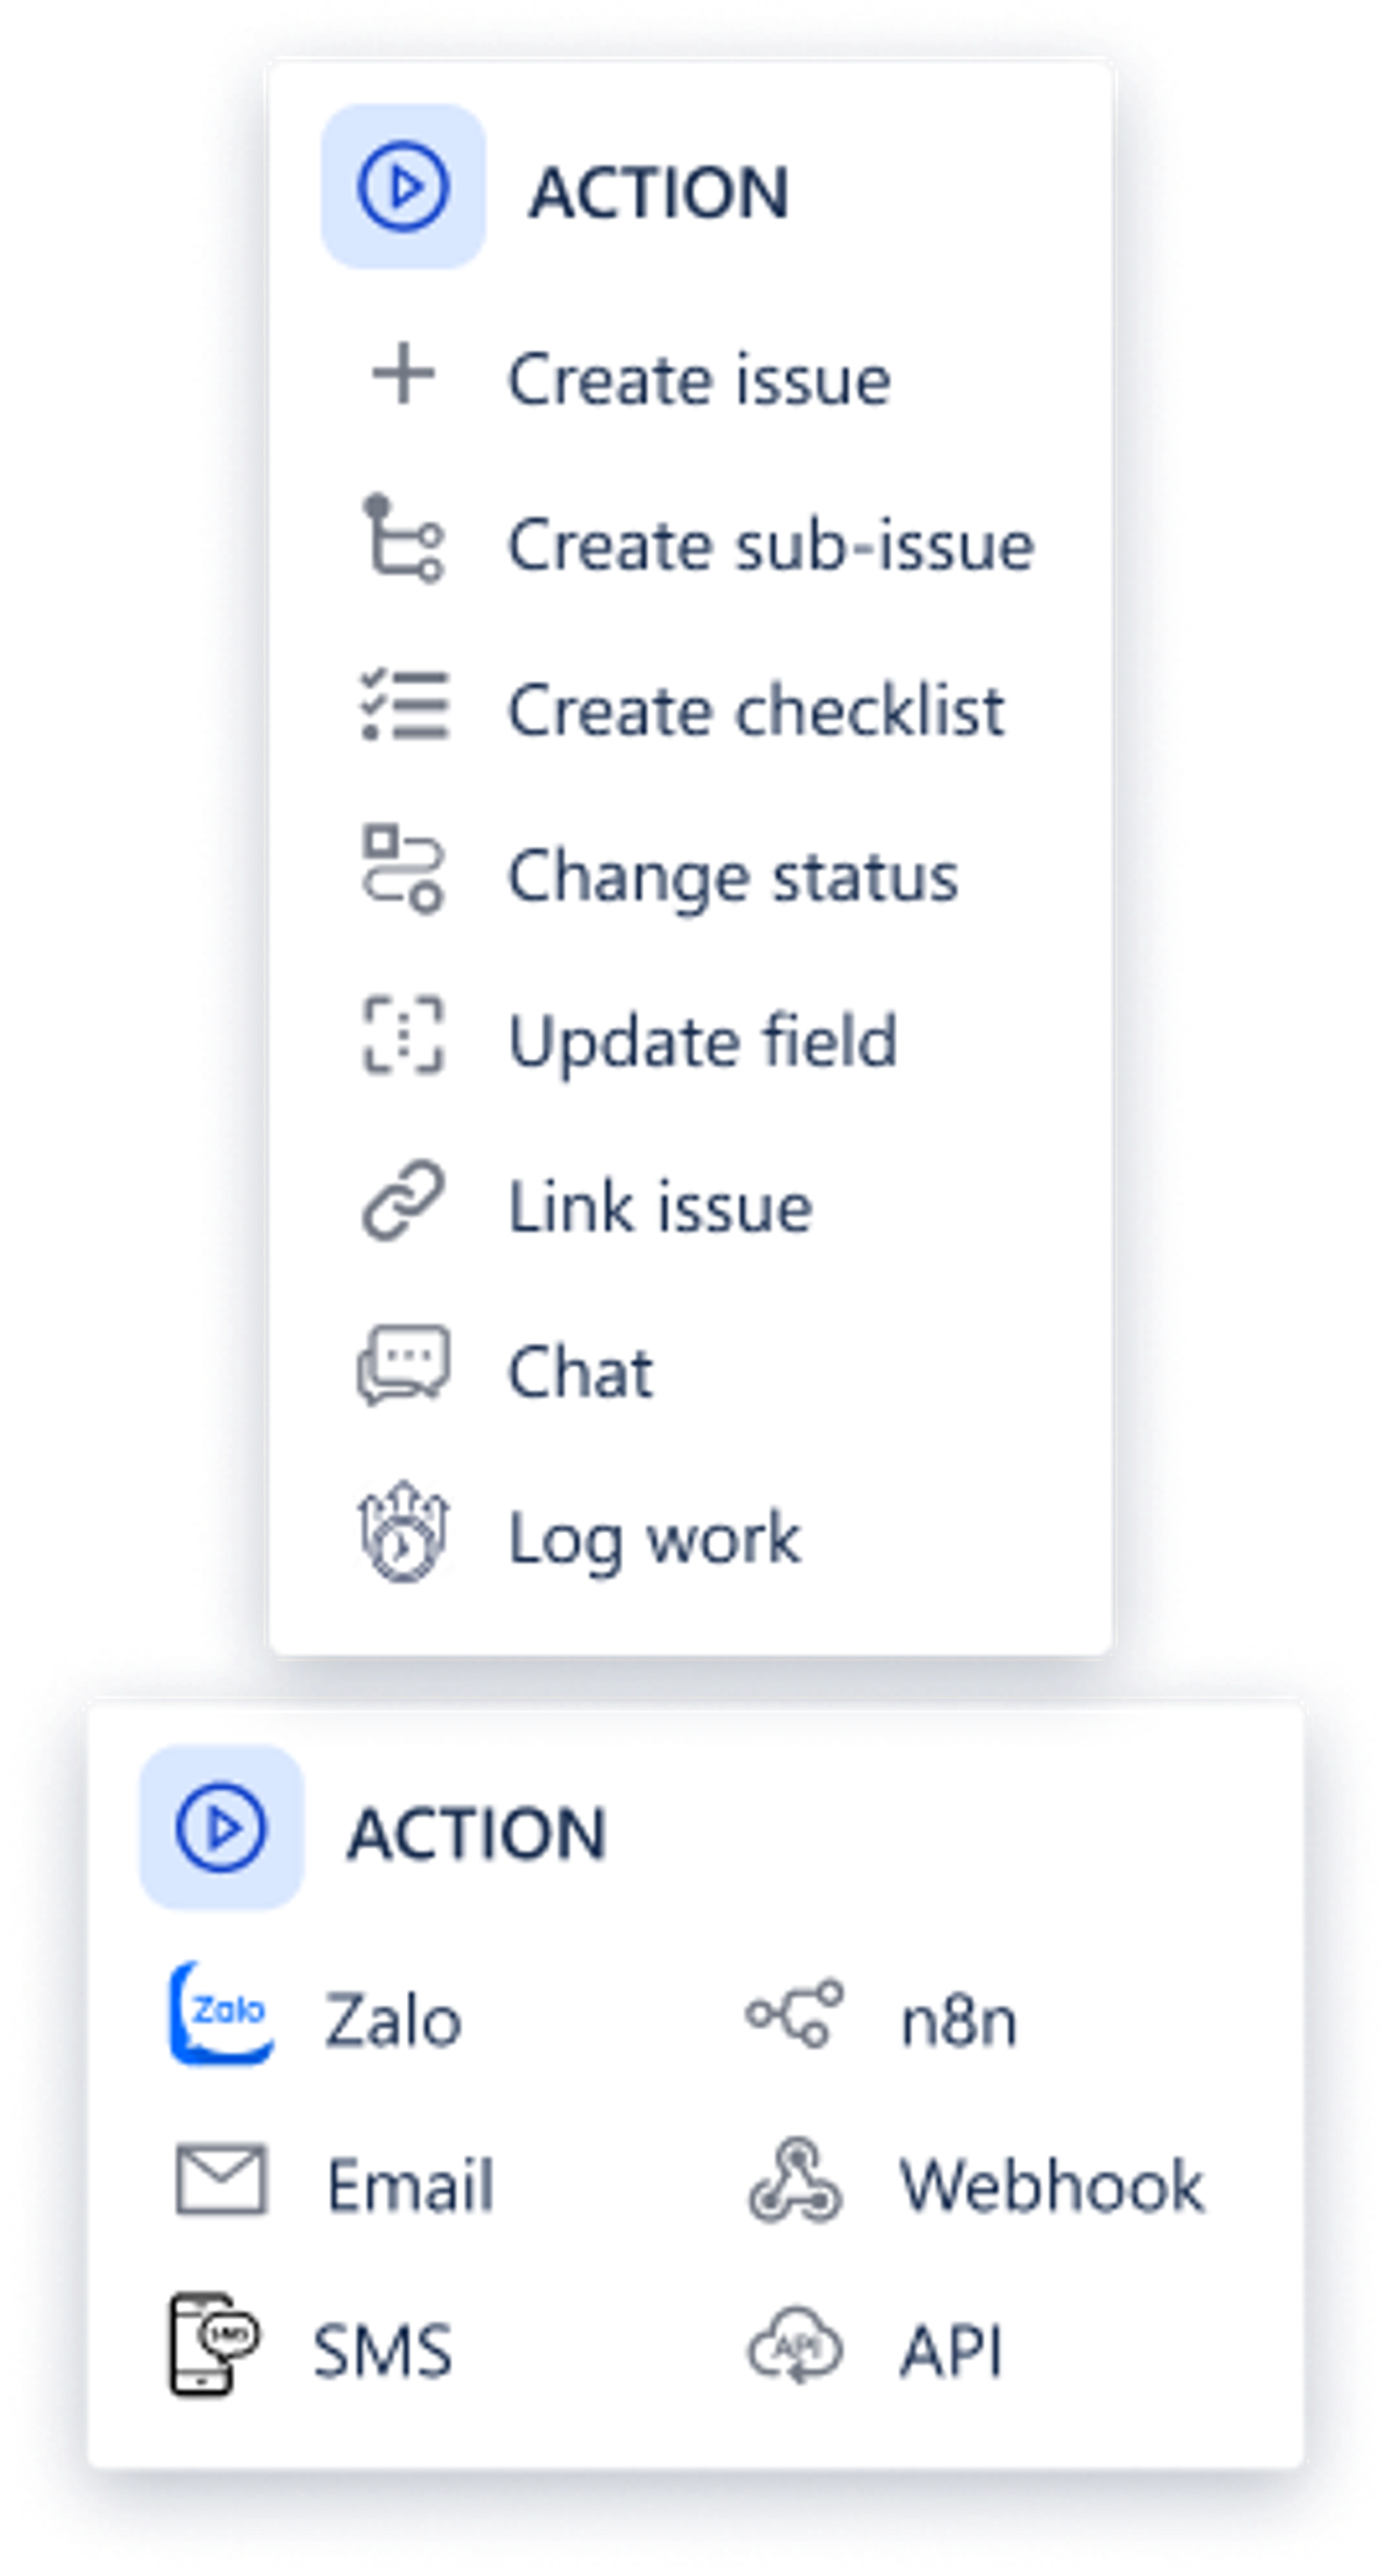 ACTION
Create issue
Create sub-issue
Create checklist
Change status
Update field
Link issue
Chat
Log work
ACTION
Zalo Zalo
n8n
Email
Webhook
SMS SMS
API API